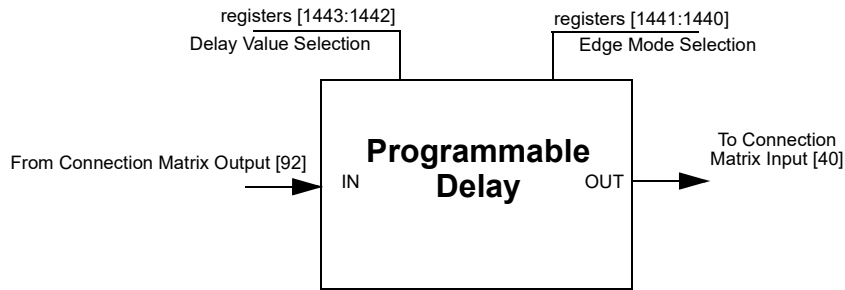 registers [1443:1442]
Delay Value Selection
registers [1441:1440]
Edge Mode Selection
From Connection Matrix Output [92]
IN
Programmable
Delay
OUT
To Connection
Matrix Input [40]